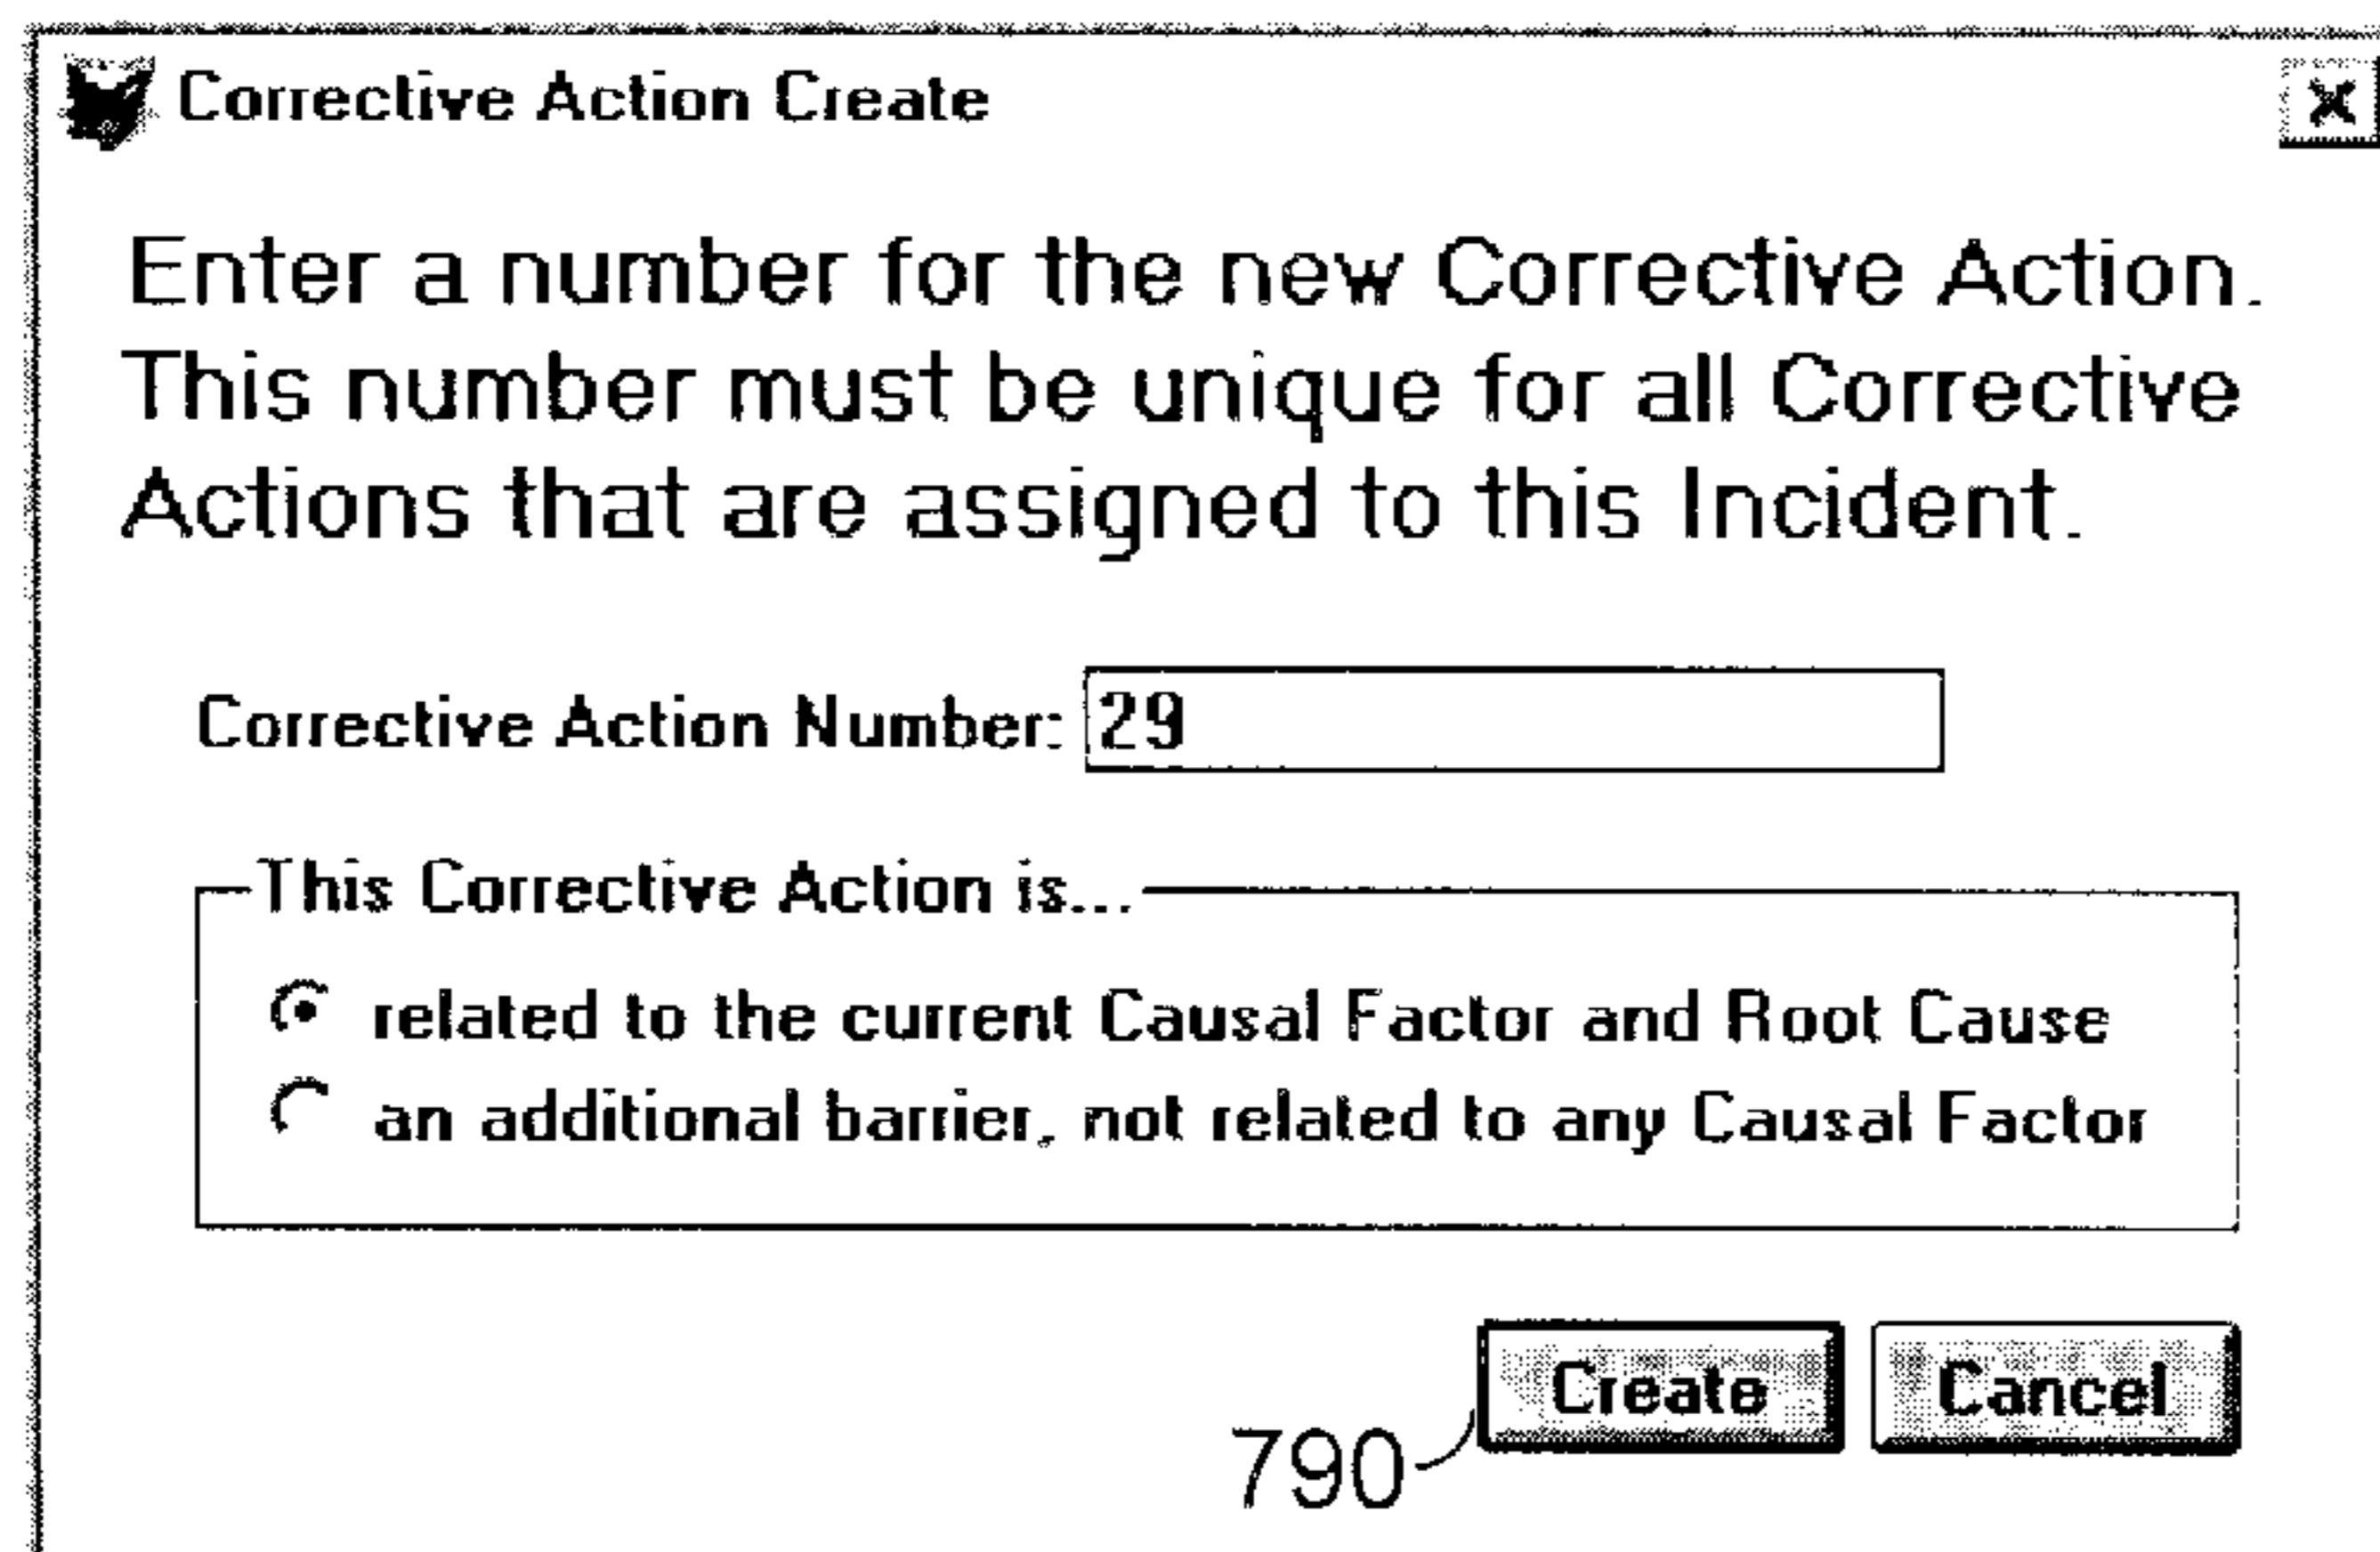 Corrective Action Create
Enter a number for the new Corrective Action.
This number must be unique for all Corrective
Actions that are assigned to this Incident.
Corrective Action Number: 29
This Corrective Action is...
related to the current Causal Factor and Root Cause
an additional barrier, not related to any Causal Factor
Create Cancel
790